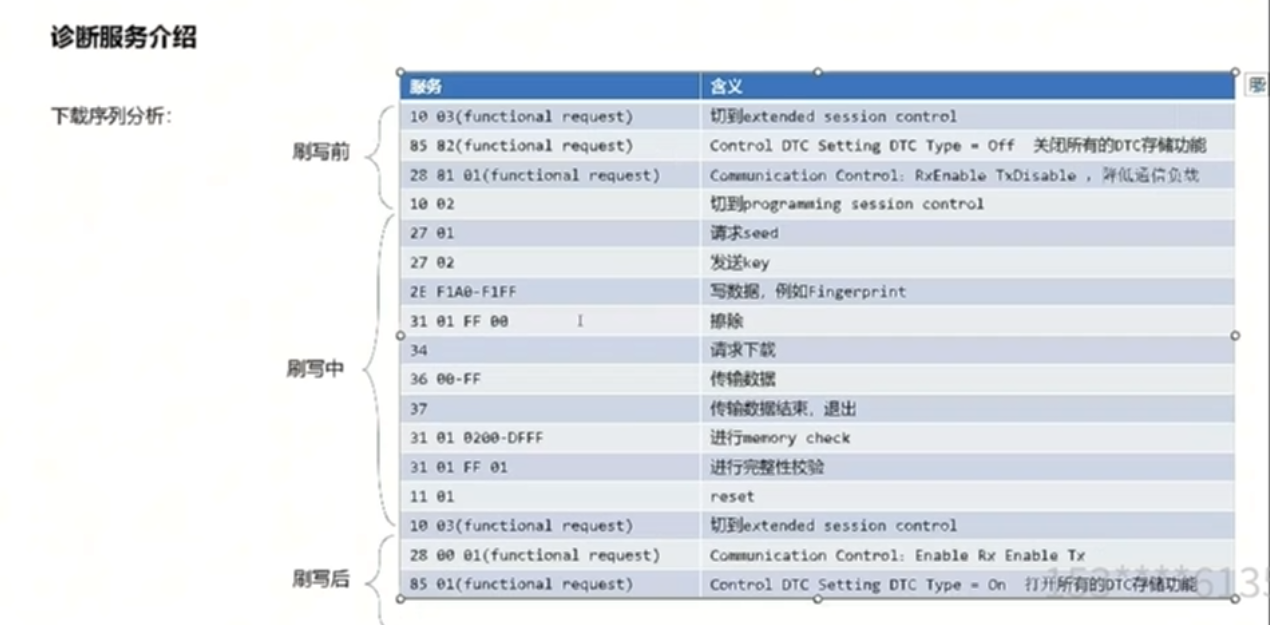 诊断服务介绍
下载序列分析:
服务 含义
刷写前
10 03(functional request) 切到extended session control
85 82(functional request) Control DTC Setting DTC Type = Off 关闭所有的DTC存储功能
28 81 01(functional request) Communication Control: RxEnable TxDisable , 降低通信负载
10 02 切到programming session control
刷写中
27 01 请求seed
27 02 发送key
2E F1A0-F1FF 写数据, 例如Fingerprint
31 01 FF 00 擦除
34 请求下载
36 00-FF 传输数据
37 传输数据结束, 退出
31 01 0200-DFFF 进行memory check
31 01 FF 01 进行完整性校验
11 01 reset
10 03(functional request) 切到extended session control
刷写后
28 00 01(functional request) Communication Control: Enable Rx Enable Tx
85 01(functional request) Control DTC Setting DTC Type = On 打开所有的DTC存储功能